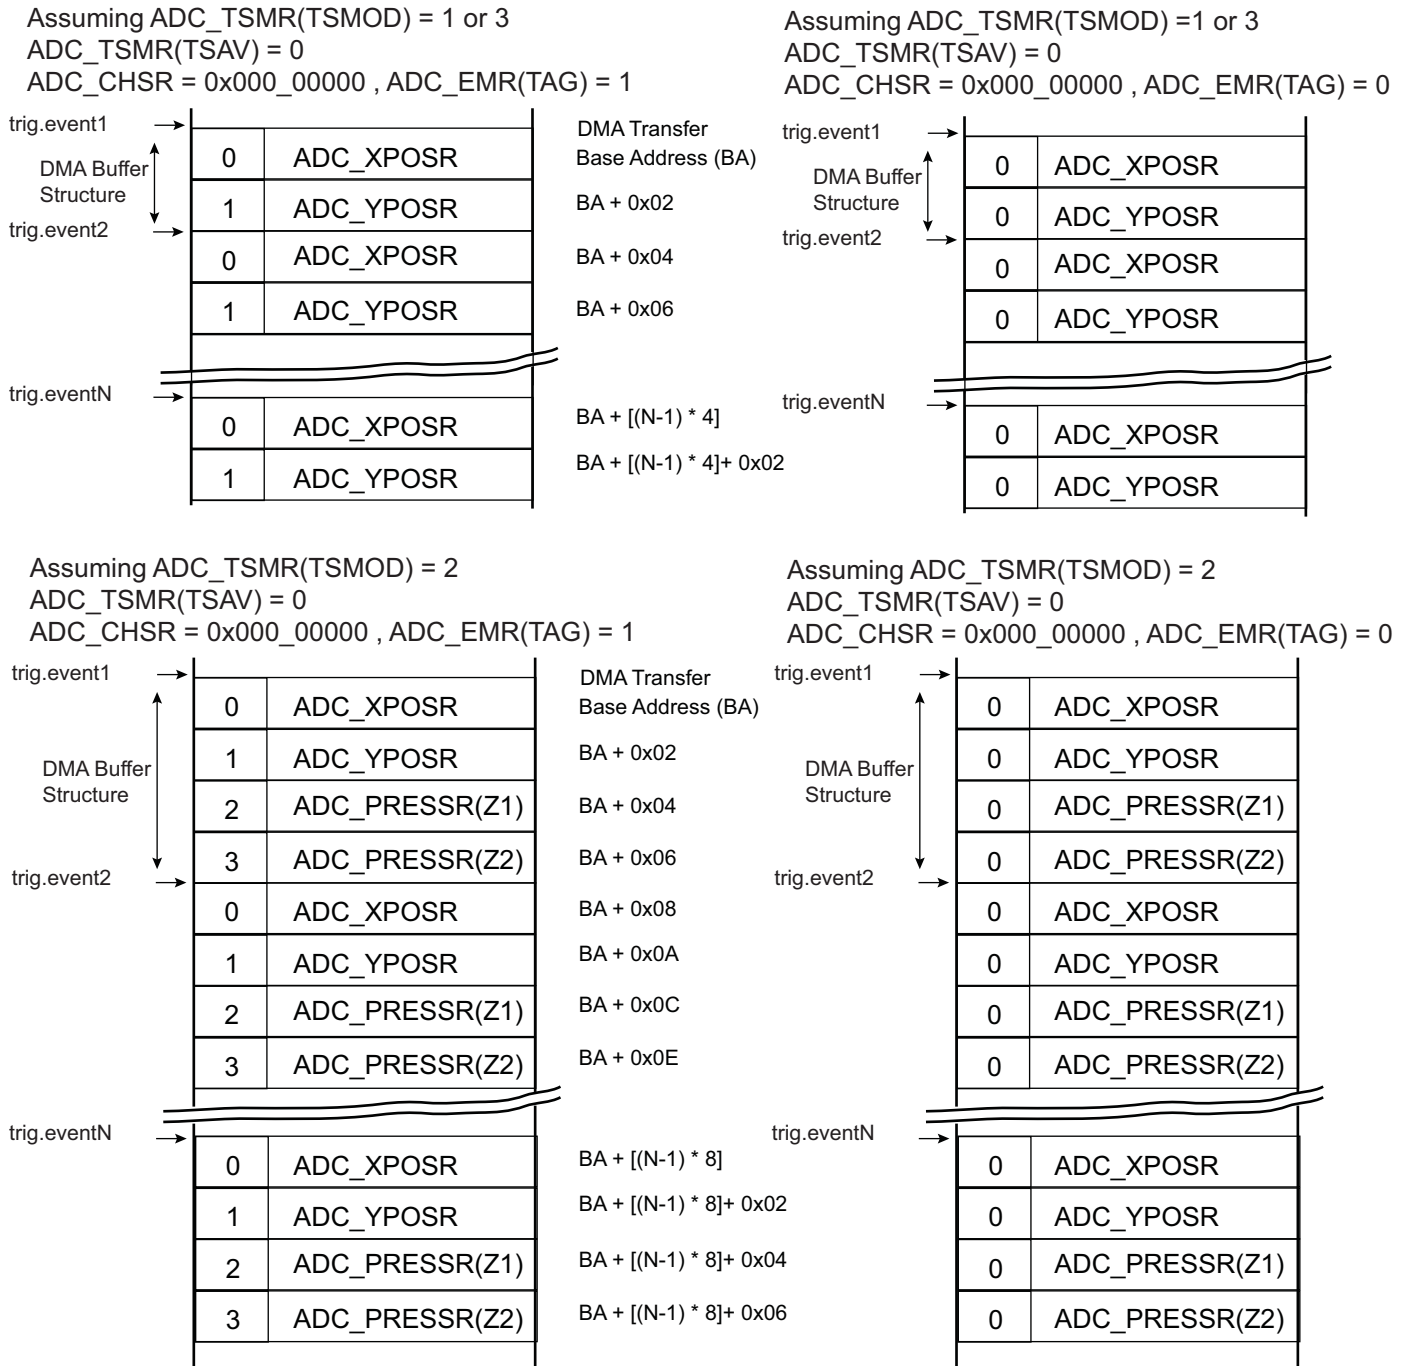 Assuming ADC_TSMR(TSMOD) = 1 or 3
ADC_TSMR(TSAV) = 0
ADC_CHSR = 0x000_00000 , ADC_EMR(TAG) = 1
trig.event1
DMA Buffer
Structure
trig.event2
trig.eventN
0 ADC_XPOSR
1 ADC_YPOSR
0 ADC_XPOSR
1 ADC_YPOSR
0 ADC_XPOSR
1 ADC_YPOSR
DMA Transfer
Base Address (BA)
BA + 0x02
BA + 0x04
BA + 0x06
BA + [(N-1) * 4]
BA + [(N-1) * 4]+ 0x02
Assuming ADC_TSMR(TSMOD) =1 or 3
ADC_TSMR(TSAV) = 0
ADC_CHSR = 0x000_00000 , ADC_EMR(TAG) = 0
trig.event1
DMA Buffer
Structure
trig.event2
trig.eventN
0 ADC_XPOSR
0 ADC_YPOSR
0 ADC_XPOSR
0 ADC_YPOSR
0 ADC_XPOSR
0 ADC_YPOSR
Assuming ADC_TSMR(TSMOD) = 2
ADC_TSMR(TSAV) = 0
ADC_CHSR = 0x000_00000 , ADC_EMR(TAG) = 1
trig.event1
DMA Buffer
Structure
trig.event2
trig.eventN
0 ADC_XPOSR
1 ADC_YPOSR
2 ADC_PRESSR(Z1)
3 ADC_PRESSR(Z2)
0 ADC_XPOSR
1 ADC_YPOSR
2 ADC_PRESSR(Z1)
3 ADC_PRESSR(Z2)
0 ADC_XPOSR
1 ADC_YPOSR
2 ADC_PRESSR(Z1)
3 ADC_PRESSR(Z2)
DMA Transfer
Base Address (BA)
BA + 0x02
BA + 0x04
BA + 0x06
BA + 0x08
BA + 0x0A
BA + 0x0C
BA + 0x0E
BA + [(N-1) * 8]
BA + [(N-1) * 8]+ 0x02
BA + [(N-1) * 8]+ 0x04
BA + [(N-1) * 8]+ 0x06
Assuming ADC_TSMR(TSMOD) = 2
ADC_TSMR(TSAV) = 0
ADC_CHSR = 0x000_00000 , ADC_EMR(TAG) = 0
trig.event1
DMA Buffer
Structure
trig.event2
trig.eventN
0 ADC_XPOSR
0 ADC_YPOSR
0 ADC_PRESSR(Z1)
0 ADC_PRESSR(Z2)
0 ADC_XPOSR
0 ADC_YPOSR
0 ADC_PRESSR(Z1)
0 ADC_PRESSR(Z2)
0 ADC_XPOSR
0 ADC_YPOSR
0 ADC_PRESSR(Z1)
0 ADC_PRESSR(Z2)